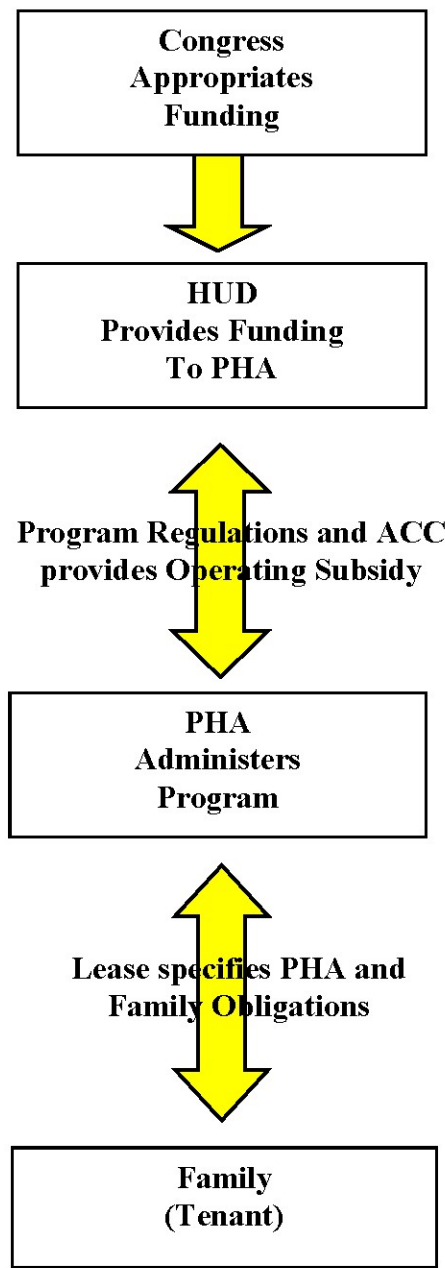 Congress
Appropriates
Funding
HUD
Provides Funding
To PHA
Program Regulations and ACC
provides Operating Subsidy
PHA
Administers
Program
Lease specifies PHA and
Family Obligations
Family
(Tenant)